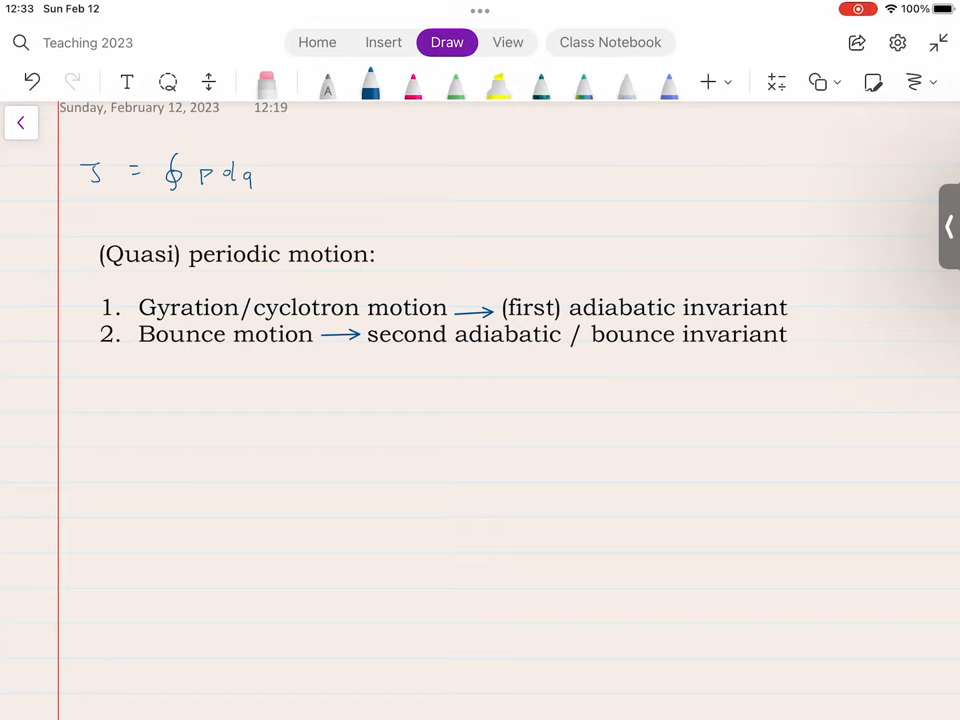 12:33 Sun Feb 12 100%
Teaching 2023 Home Insert Draw View Class Notebook
T A
Sunday, February 12, 2023 12:19
J = ∮ p dq
(Quasi) periodic motion:
1. Gyration/cyclotron motion → (first) adiabatic invariant
2. Bounce motion → second adiabatic / bounce invariant